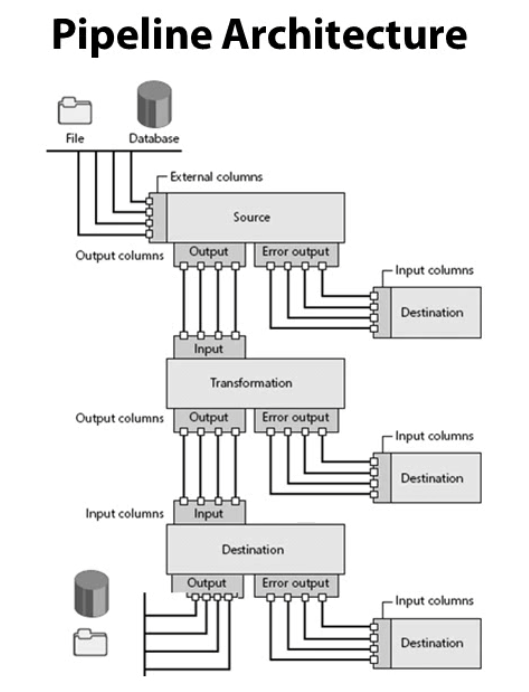 Pipeline Architecture
File
Database
External columns
Source
Output columns
Output
Error output
Input columns
Destination
Input
Transformation
Output columns
Output
Error output
Input columns
Destination
Input columns
Input
Destination
Output
Error output
Input columns
Destination